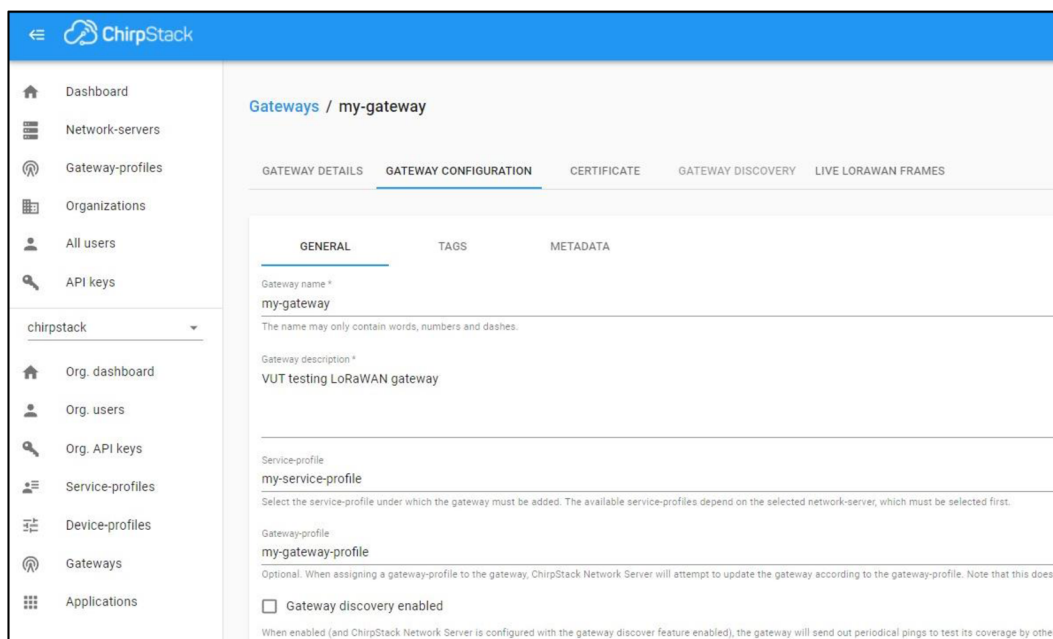 ChirpStack
Dashboard
Network-servers
Gateway-profiles
Organizations
All users
API keys
chirpstack
Org. dashboard
Org. users
Org. API keys
Service-profiles
Device-profiles
Gateways
Applications
Gateways / my-gateway
GATEWAY DETAILS GATEWAY CONFIGURATION CERTIFICATE GATEWAY DISCOVERY LIVE LORAWAN FRAMES
GENERAL TAGS METADATA
Gateway name *
my-gateway
The name may only contain words, numbers and dashes.
Gateway description *
VUT testing LoRaWAN gateway
Service-profile
my-service-profile
Select the service-profile under which the gateway must be added. The available service-profiles depend on the selected network-server, which must be selected first.
Gateway-profile
my-gateway-profile
Optional. When assigning a gateway-profile to the gateway, ChirpStack Network Server will attempt to update the gateway according to the gateway-profile. Note that this does
Gateway discovery enabled
When enabled (and ChirpStack Network Server is configured with the gateway discover feature enabled), the gateway will send out periodical pings to test its coverage by othe